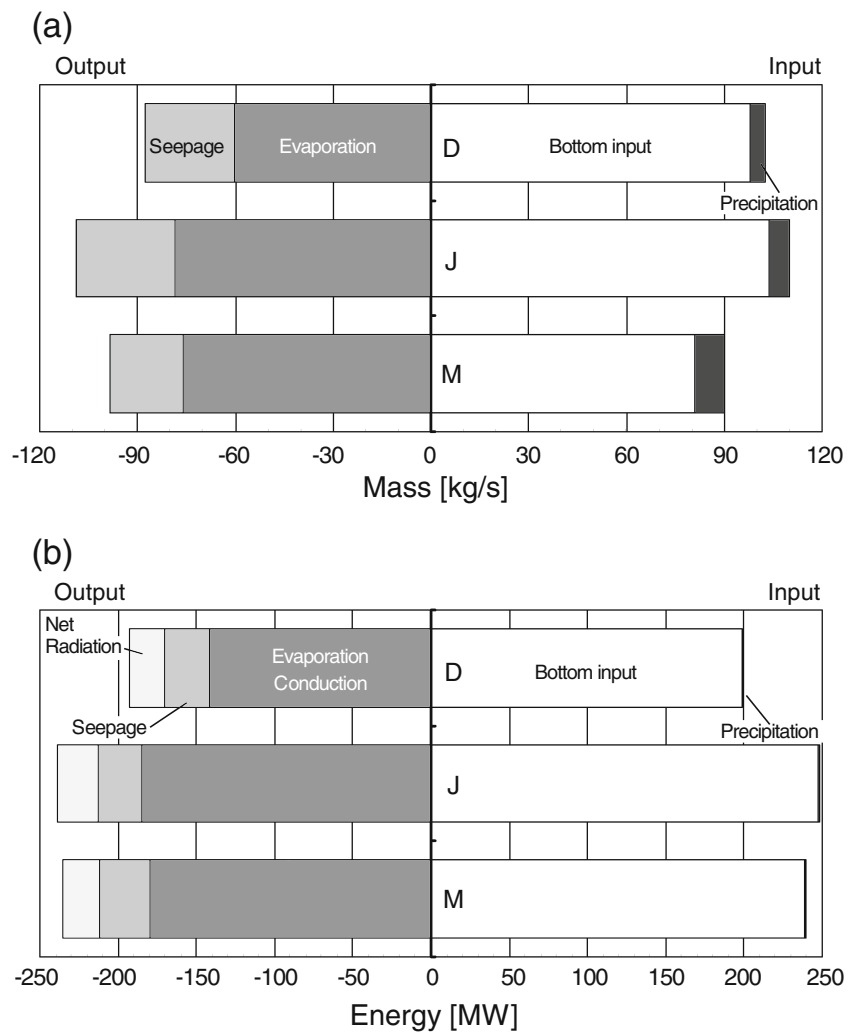 (a)
Output
Input
Seepage
Evaporation
D
Bottom input
Precipitation
J
M
-120
-90
-60
-30
0
30
60
90
120
Mass [kg/s]
(b)
Output
Input
Net
Radiation
Evaporation
Conduction
D
Bottom input
Seepage
Precipitation
J
M
-250
-200
-150
-100
-50
0
50
100
150
200
250
Energy [MW]